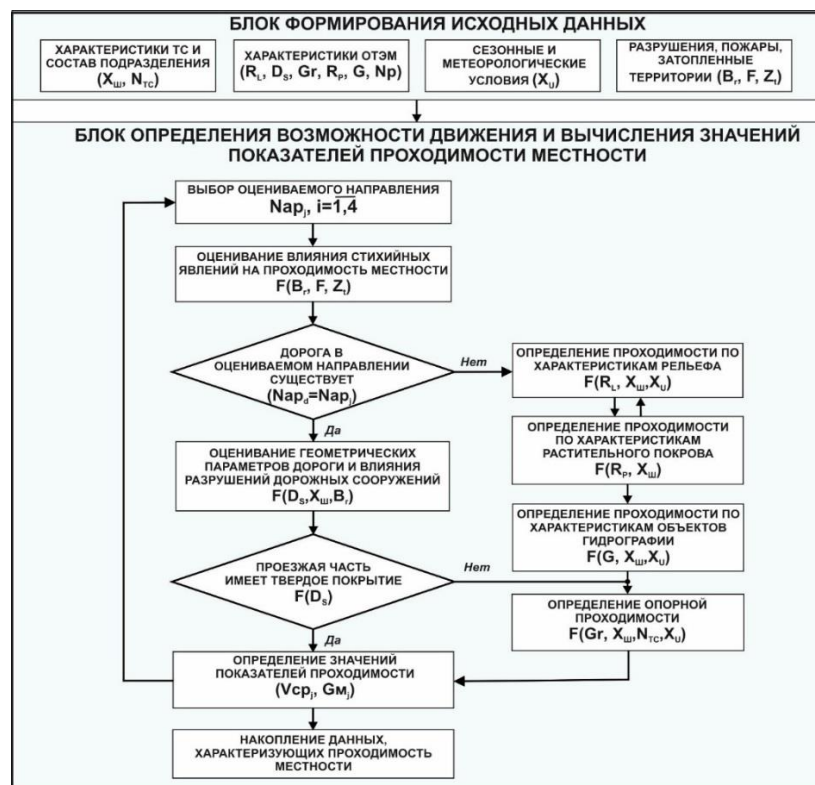 БЛОК ФОРМИРОВАНИЯ ИСХОДНЫХ ДАННЫХ
ХАРАКТЕРИСТИКИ ТС И
СОСТАВ ПОДРАЗДЕЛЕНИЯ
(XШ, NТС)
ХАРАКТЕРИСТИКИ ОТЭМ
(RL, DS, Gr, RP, G, Np)
СЕЗОННЫЕ И
МЕТЕОРОЛОГИЧЕСКИЕ
УСЛОВИЯ (XU)
РАЗРУШЕНИЯ, ПОЖАРЫ,
ЗАТОПЛЕННЫЕ
ТЕРРИТОРИИ (Br, F, Zt)
БЛОК ОПРЕДЕЛЕНИЯ ВОЗМОЖНОСТИ ДВИЖЕНИЯ И ВЫЧИСЛЕНИЯ ЗНАЧЕНИЙ
ПОКАЗАТЕЛЕЙ ПРОХОДИМОСТИ МЕСТНОСТИ
ВЫБОР ОЦЕНИВАЕМОГО НАПРАВЛЕНИЯ
Napj, i=1,4
ОЦЕНИВАНИЕ ВЛИЯНИЯ СТИХИЙНЫХ
ЯВЛЕНИЙ НА ПРОХОДИМОСТЬ МЕСТНОСТИ
F(Br, F, Zt)
ДОРОГА В
ОЦЕНИВАЕМОМ НАПРАВЛЕНИИ
СУЩЕСТВУЕТ
(Napd=Napj)
Нет
Да
ОПРЕДЕЛЕНИЕ ПРОХОДИМОСТИ ПО
ХАРАКТЕРИСТИКАМ РЕЛЬЕФА
F(RL, XШ,XU)
ОПРЕДЕЛЕНИЕ ПРОХОДИМОСТИ
ПО ХАРАКТЕРИСТИКАМ
РАСТИТЕЛЬНОГО ПОКРОВА
F(RP, XШ)
ОЦЕНИВАНИЕ ГЕОМЕТРИЧЕСКИХ
ПАРАМЕТРОВ ДОРОГИ И ВЛИЯНИЯ
РАЗРУШЕНИЙ ДОРОЖНЫХ СООРУЖЕНИЙ
F(DS,XШ,Br)
ОПРЕДЕЛЕНИЕ ПРОХОДИМОСТИ ПО
ХАРАКТЕРИСТИКАМ ОБЪЕКТОВ
ГИДРОГРАФИИ
F(G, XШ,XU)
ПРОЕЗЖАЯ ЧАСТЬ
ИМЕЕТ ТВЕРДОЕ ПОКРЫТИЕ
F(DS)
Нет
Да
ОПРЕДЕЛЕНИЕ ОПОРНОЙ
ПРОХОДИМОСТИ
F(Gr, XШ,NТС,XU)
ОПРЕДЕЛЕНИЕ ЗНАЧЕНИЙ
ПОКАЗАТЕЛЕЙ ПРОХОДИМОСТИ
(Vсрj, Gмj)
НАКОПЛЕНИЕ ДАННЫХ,
ХАРАКТЕРИЗУЮЩИХ ПРОХОДИМОСТЬ
МЕСТНОСТИ